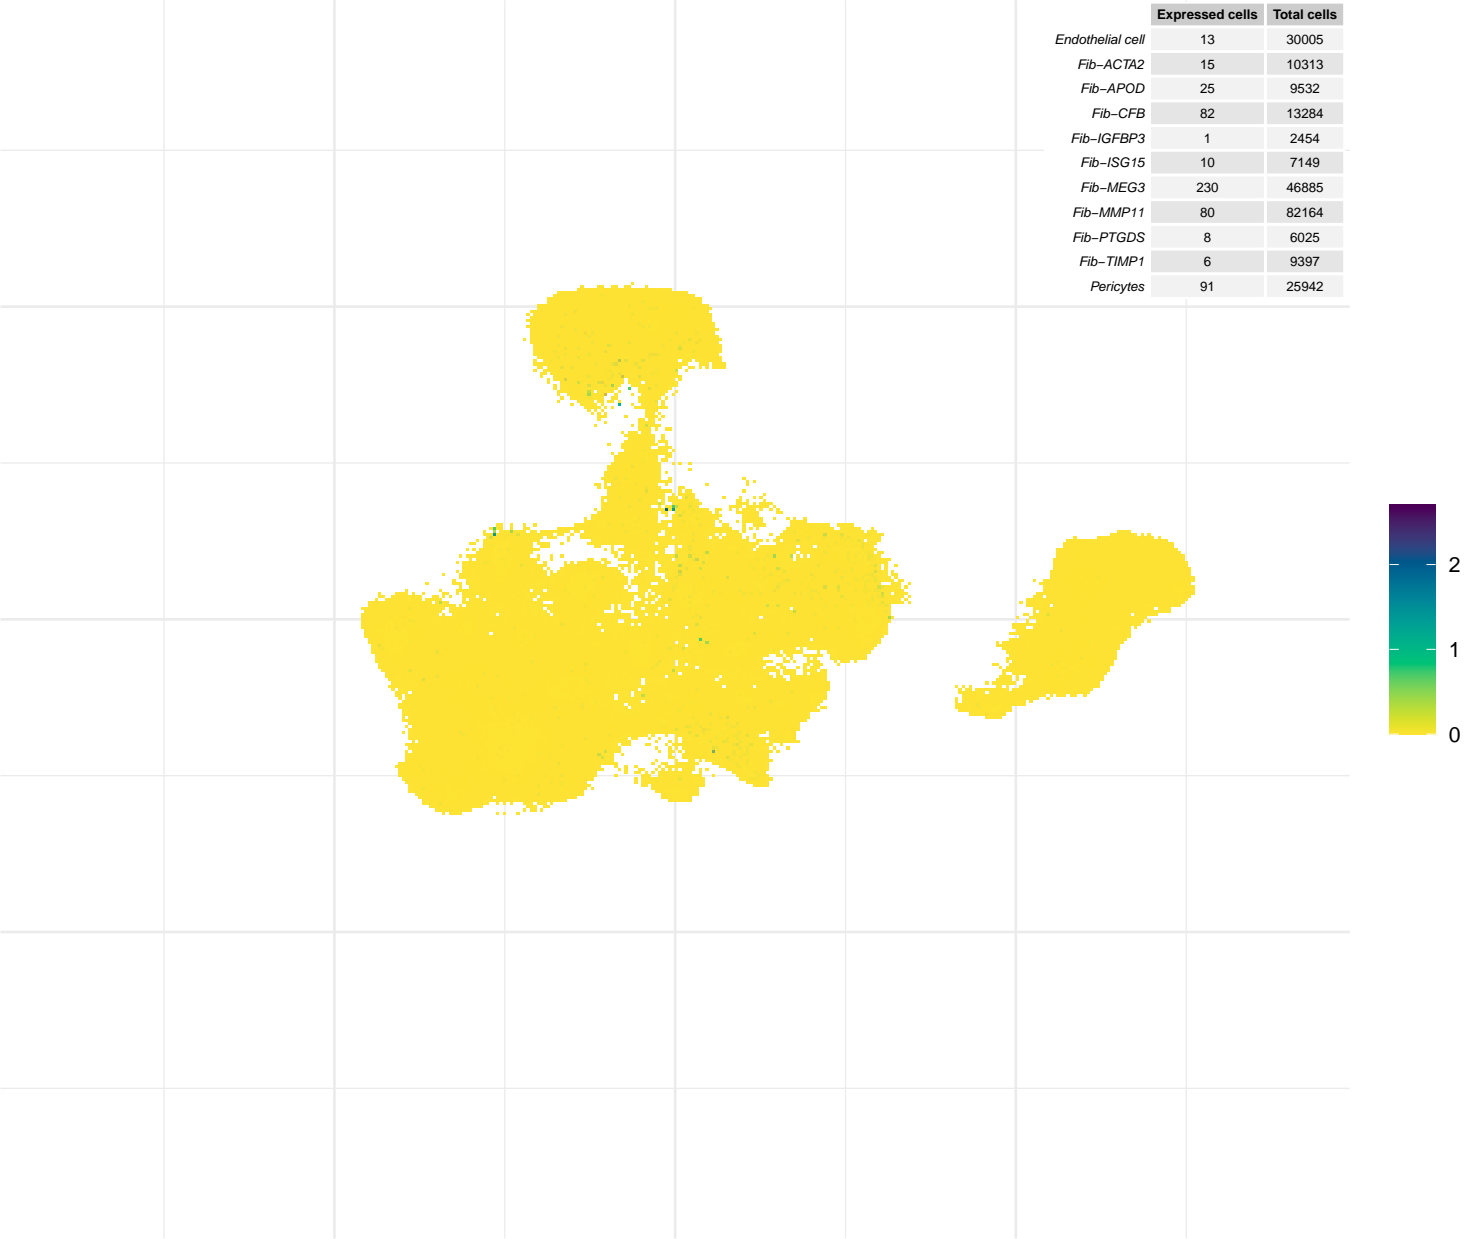 Expressed cells Total cells
Endothelial cell 13 30005
Fib−ACTA2 15 10313
Fib−APOD 25 9532
Fib−CFB 82 13284
Fib−IGFBP3 1 2454
Fib−ISG15 10 7149
Fib−MEG3 230 46885
Fib−MMP11 80 82164
Fib−PTGDS 8 6025
Fib−TIMP1 6 9397
Pericytes 91 25942
2
1
0